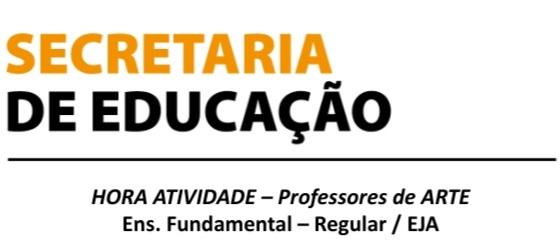 SECRETARIA
DE EDUCAÇÃO
HORA ATIVIDADE – Professores de ARTE
Ens. Fundamental – Regular / EJA